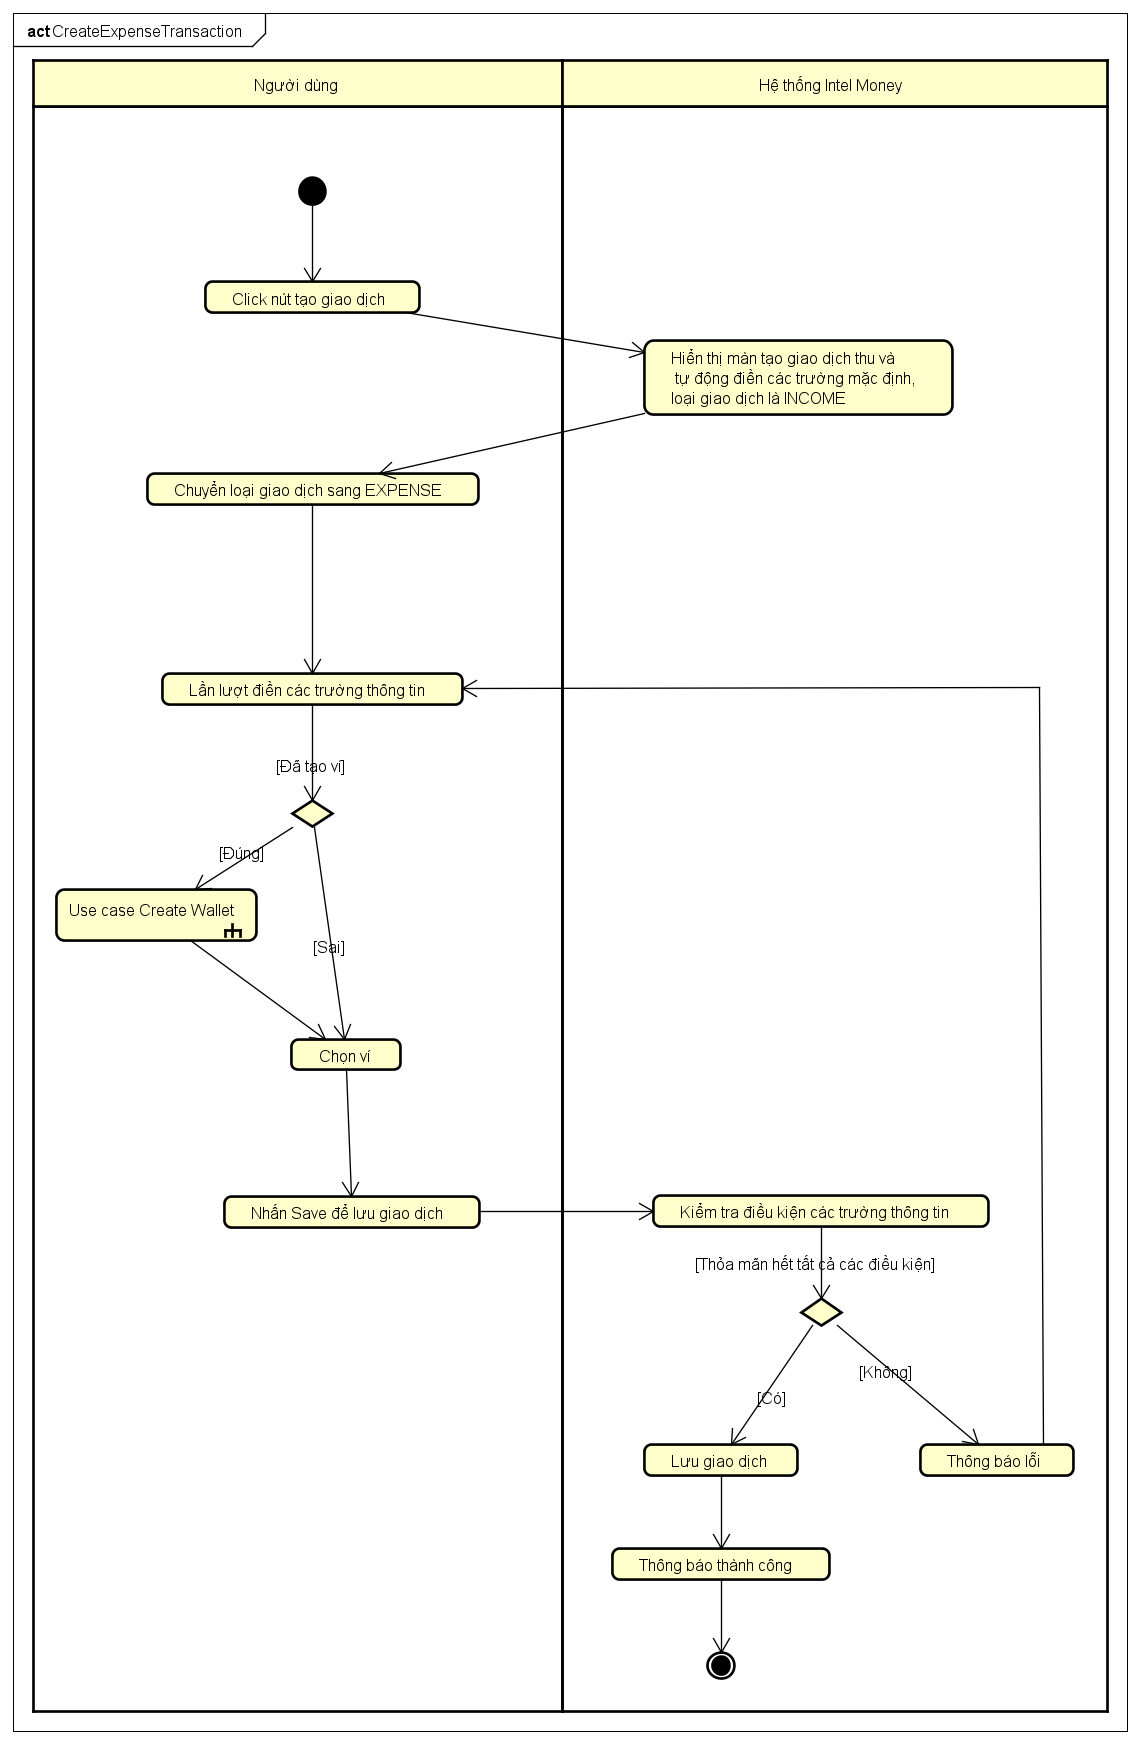 act CreateExpenseTransaction
Người dùng
Hệ thống Intel Money
Click nút tạo giao dịch
Hiển thị màn tạo giao dịch thu và
tự động điền các trường mặc định,
loại giao dịch là INCOME
Chuyển loại giao dịch sang EXPENSE
Lần lượt điền các trường thông tin
[Đã tạo ví]
[Đúng]
Use case Create Wallet
[Sai]
Chọn ví
Nhấn Save để lưu giao dịch
Kiểm tra điều kiện các trường thông tin
[Thỏa mãn hết tất cả các điều kiện]
[Không]
[Có]
Lưu giao dịch
Thông báo lỗi
Thông báo thành công